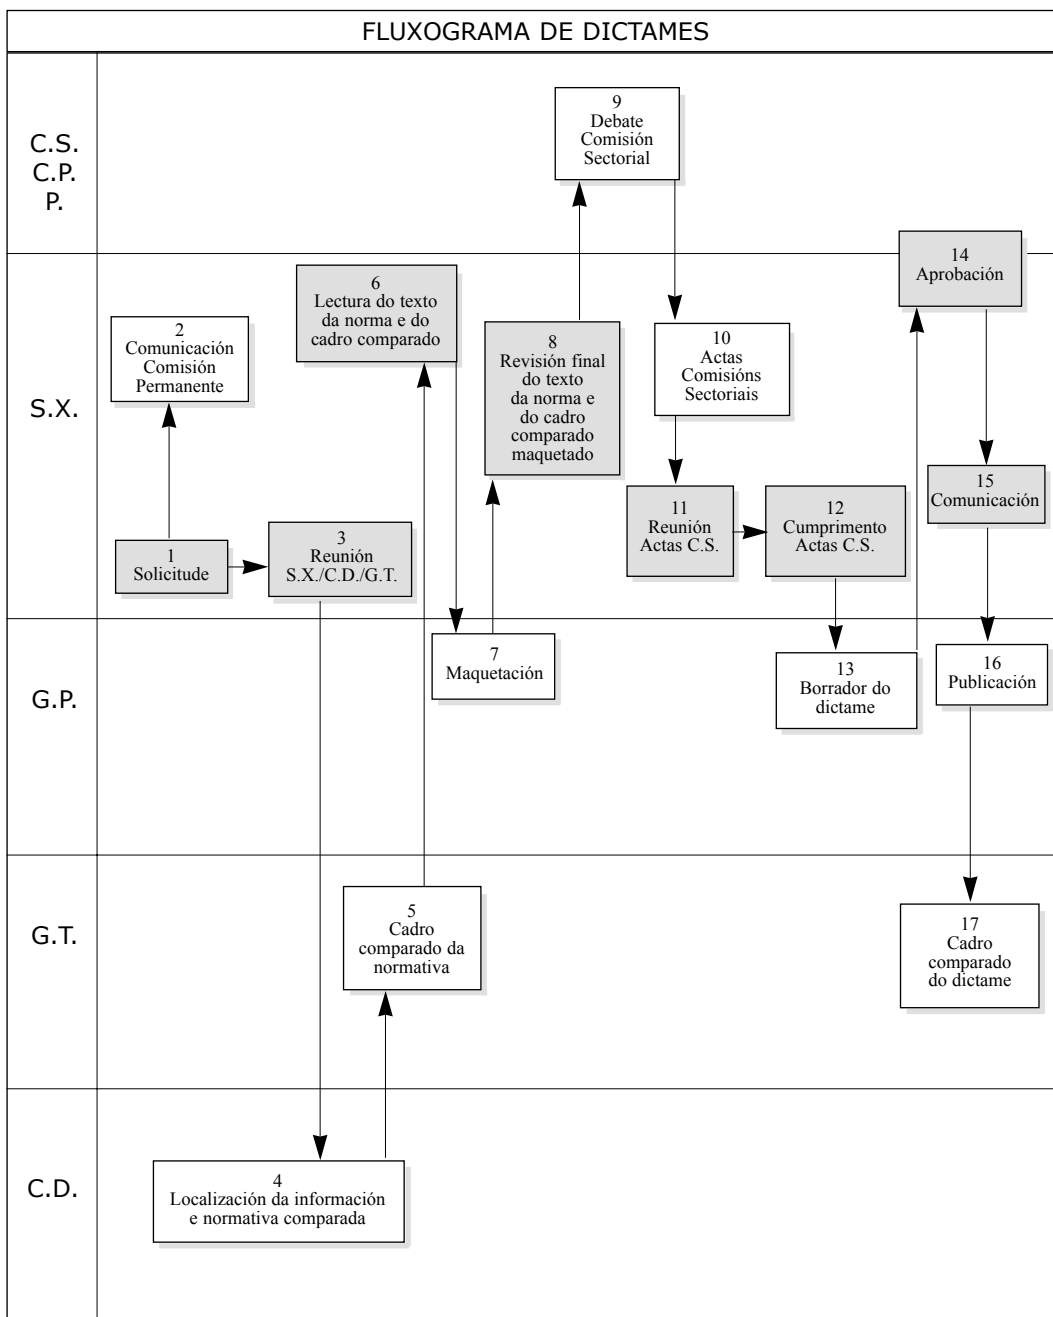 FLUXOGRAMA DE DICTAMES
C.S.
C.P.
P.
9
Debate
Comisión
Sectorial
14
Aprobación
S.X.
6
Lectura do texto
da norma e do
cadro comparado
2
Comunicación
Comisión
Permanente
8
Revisión final
do texto
da norma e
do cadro
comparado
maquetado
10
Actas
Comisións
Sectoriais
15
Comunicación
11
Reunión
Actas C.S.
12
Cumprimento
Actas C.S.
1
Solicitude
3
Reunión
S.X./C.D./G.T.
G.P.
7
Maquetación
13
Borrador do
dictame
16
Publicación
G.T.
5
Cadro
comparado da
normativa
17
Cadro
comparado
do dictame
C.D.
4
Localización da información
e normativa comparada